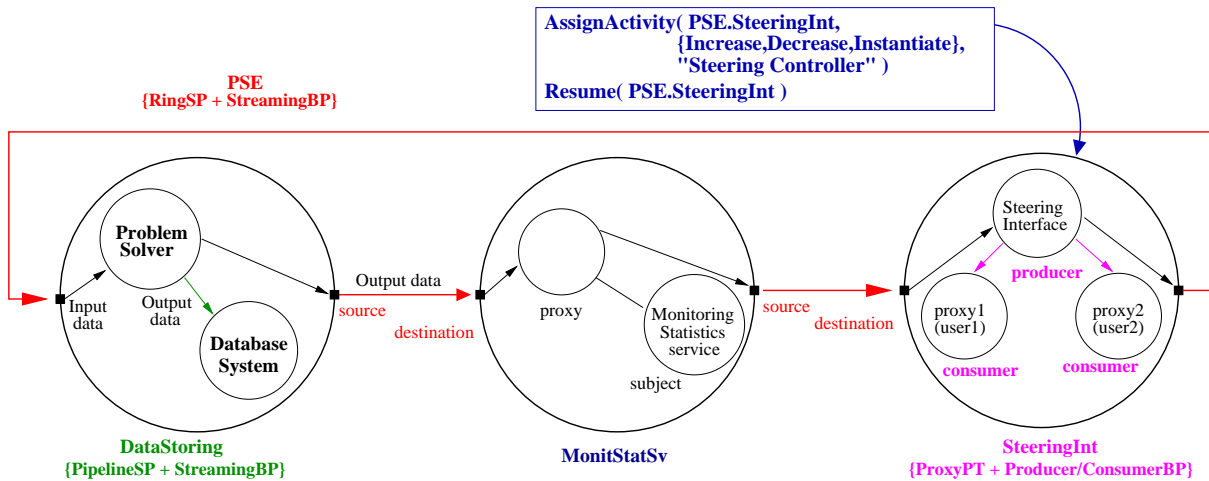 AssignActivity( PSE.SteeringInt,
{Increase,Decrease,Instantiate},
"Steering Controller" )
Resume( PSE.SteeringInt )
PSE
{RingSP + StreamingBP}
Problem
Solver
Input
data
Output
data
Database
System
source
Output data
destination
proxy
Monitoring
Statistics
service
subject
source
destination
Steering
Interface
producer
proxy1
(user1)
proxy2
(user2)
consumer
consumer
DataStoring
{PipelineSP + StreamingBP}
MonitStatSv
SteeringInt
{ProxyPT + Producer/ConsumerBP}